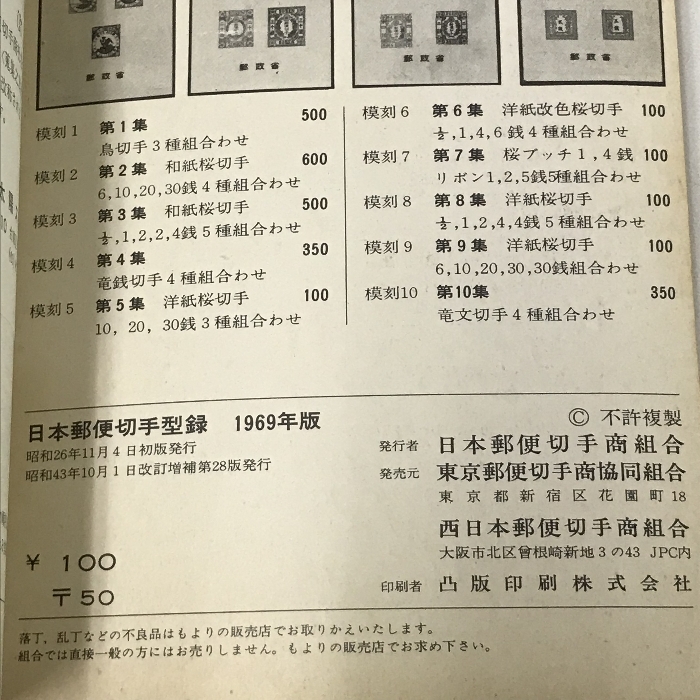 郵政省
郵政省
郵政省
郵政省
模刻1 第1集 500
鳥切手3種組合わせ
模刻2 第2集 和紙桜切手 600
6,10,20,30銭4種組合わせ
模刻3 第3集 和紙桜切手 500
½,1,2,2,4銭5種組合わせ
模刻4 第4集 350
竜銭切手4種組合わせ
模刻5 第5集 洋紙桜切手 100
10, 20, 30銭3種組合わせ
模刻6 第6集 洋紙改色桜切手 100
½,1,4,6銭4種組合わせ
模刻7 第7集 桜ブッチ1,4銭 100
リボン1,2,5銭5種組合わせ
模刻8 第8集 洋紙桜切手 100
½,1,2,4,4銭5種組合わせ
模刻9 第9集 洋紙桜切手 100
6,10,20,30,30銭組合わせ
模刻10 第10集 350
竜文切手4種組合わせ
日本郵便切手型録 1969年版
昭和26年11月4日初版発行
昭和43年10月1日改訂増補第28版発行
¥ 100
〒50
© 不許複製
発行者 日本郵便切手商組合
発売元 東京郵便切手商協同組合
東京都新宿区花園町18
西日本郵便切手商組合
大阪市北区曾根崎新地3の43 JPC内
印刷者 凸版印刷株式会社
落丁、乱丁などの不良品はもよりの販売店でお取りかえいたします。
組合では直接一般の方にはお売りしません。もよりの販売店でお求め下さい。